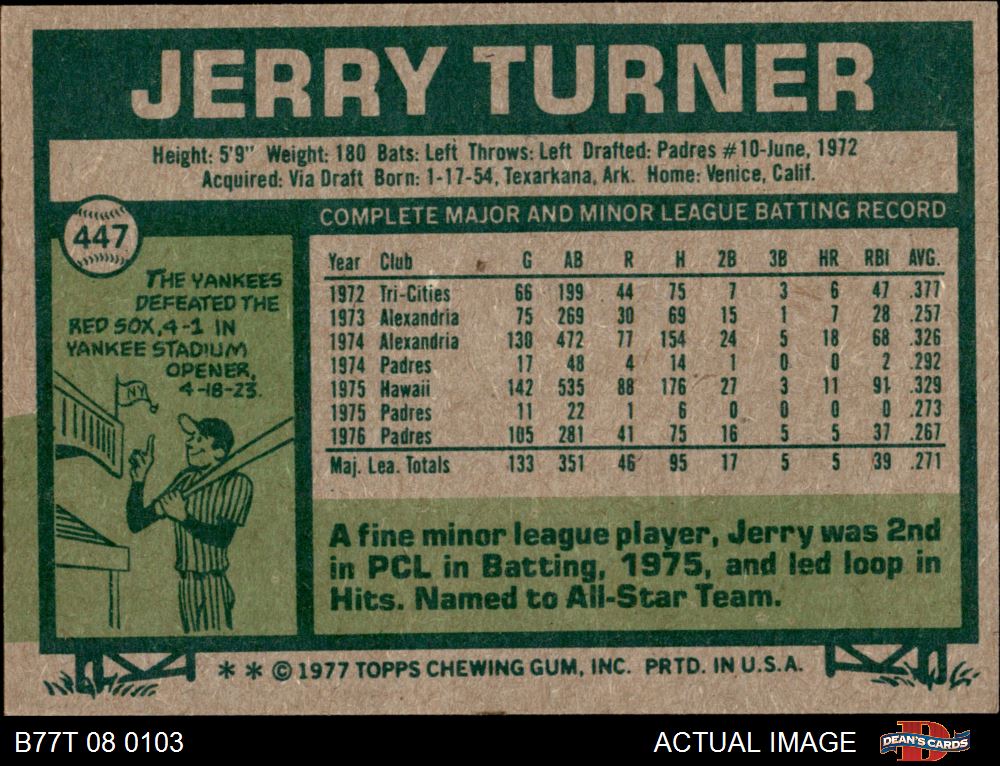 JERRY TURNER
Height: 5'9" Weight: 180 Bats: Left Throws: Left Drafted: Padres #10-June, 1972
Acquired: Via Draft Born: 1-17-54, Texarkana, Ark. Home: Venice, Calif.
447
COMPLETE MAJOR AND MINOR LEAGUE BATTING RECORD
THE YANKEES
DEFEATED THE
RED SOX, 4-1 IN
YANKEE STADIUM
OPENER,
4-18-23.
NY
Year Club G AB R H 2B 3B HR RBI AVG.
1972 Tri-Cities 66 199 44 75 7 3 6 47 .377
1973 Alexandria 75 269 30 69 15 1 7 28 .257
1974 Alexandria 130 472 77 154 24 5 18 68 .326
1974 Padres 17 48 4 14 1 0 0 2 .292
1975 Hawaii 142 535 88 176 27 3 11 91 .329
1975 Padres 11 22 1 6 0 0 0 0 .273
1976 Padres 105 281 41 75 16 5 5 37 .267
Maj. Lea. Totals 133 351 46 95 17 5 5 39 .271
A fine minor league player, Jerry was 2nd
in PCL in Batting, 1975, and led loop in
Hits. Named to All-Star Team.
* * © 1977 TOPPS CHEWING GUM, INC. PRTD. IN U.S.A.
B77T 08 0103
ACTUAL IMAGE
DEAN'S CARDS